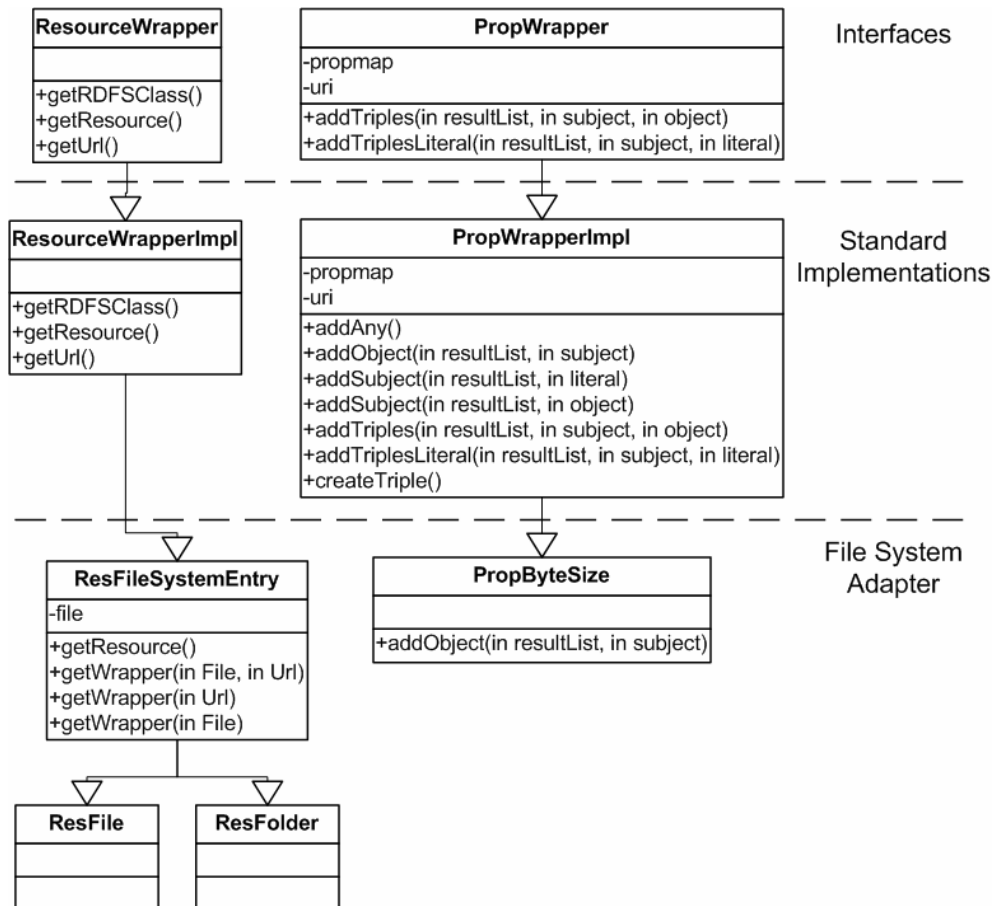 ResourceWrapper
+getRDFSClass()
+getResource()
+getUrl()
PropWrapper
-propmap
-uri
+addTriples(in resultList, in subject, in object)
+addTriplesLiteral(in resultList, in subject, in literal)
Interfaces
ResourceWrapperImpl
+getRDFSClass()
+getResource()
+getUrl()
PropWrapperImpl
-propmap
-uri
+addAny()
+addObject(in resultList, in subject)
+addSubject(in resultList, in literal)
+addSubject(in resultList, in object)
+addTriples(in resultList, in subject, in object)
+addTriplesLiteral(in resultList, in subject, in literal)
+createTriple()
Standard
Implementations
ResFileSystemEntry
-file
+getResource()
+getWrapper(in File, in Url)
+getWrapper(in Url)
+getWrapper(in File)
PropByteSize
+addObject(in resultList, in subject)
File System
Adapter
ResFile
ResFolder